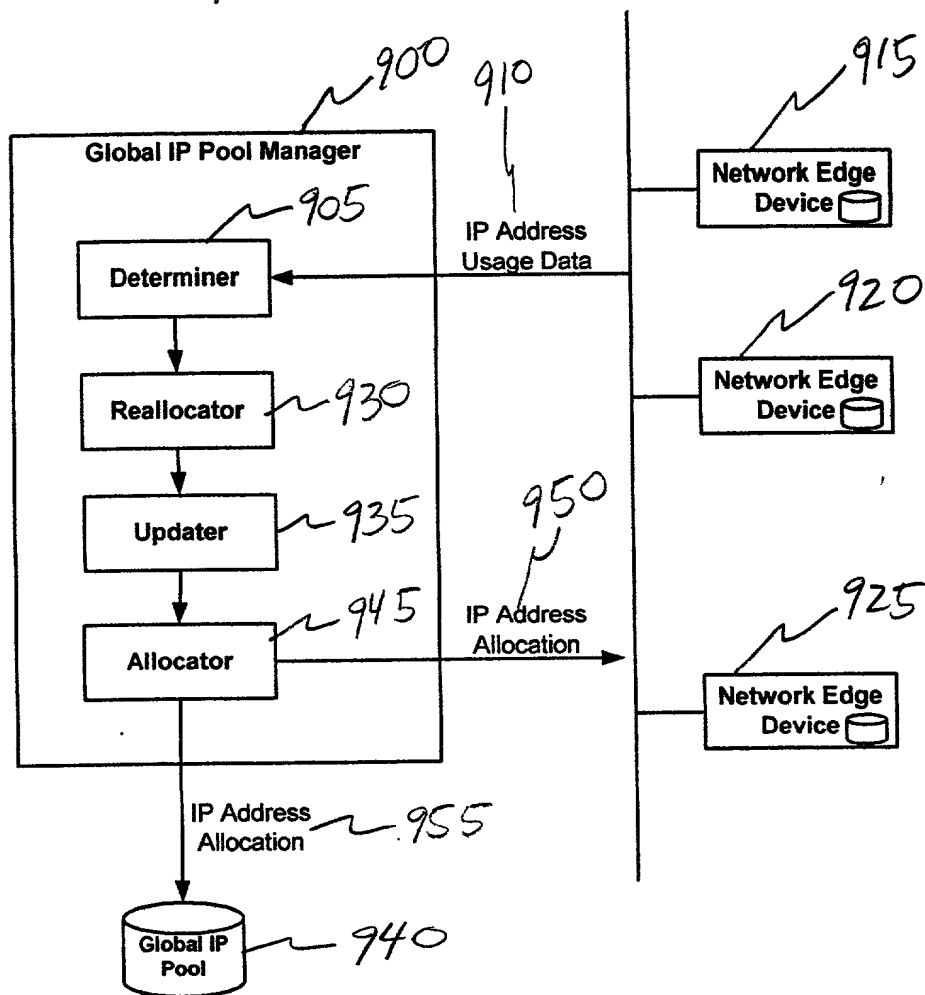 900
910
915
Global IP Pool Manager
Network Edge
Device
905
IP Address
Usage Data
Determiner
920
Network Edge
Device
Reallocator
930
935
950
Updater
925
945
IP Address
Allocation
Allocator
Network Edge
Device
IP Address
Allocation
955
Global IP
Pool
940